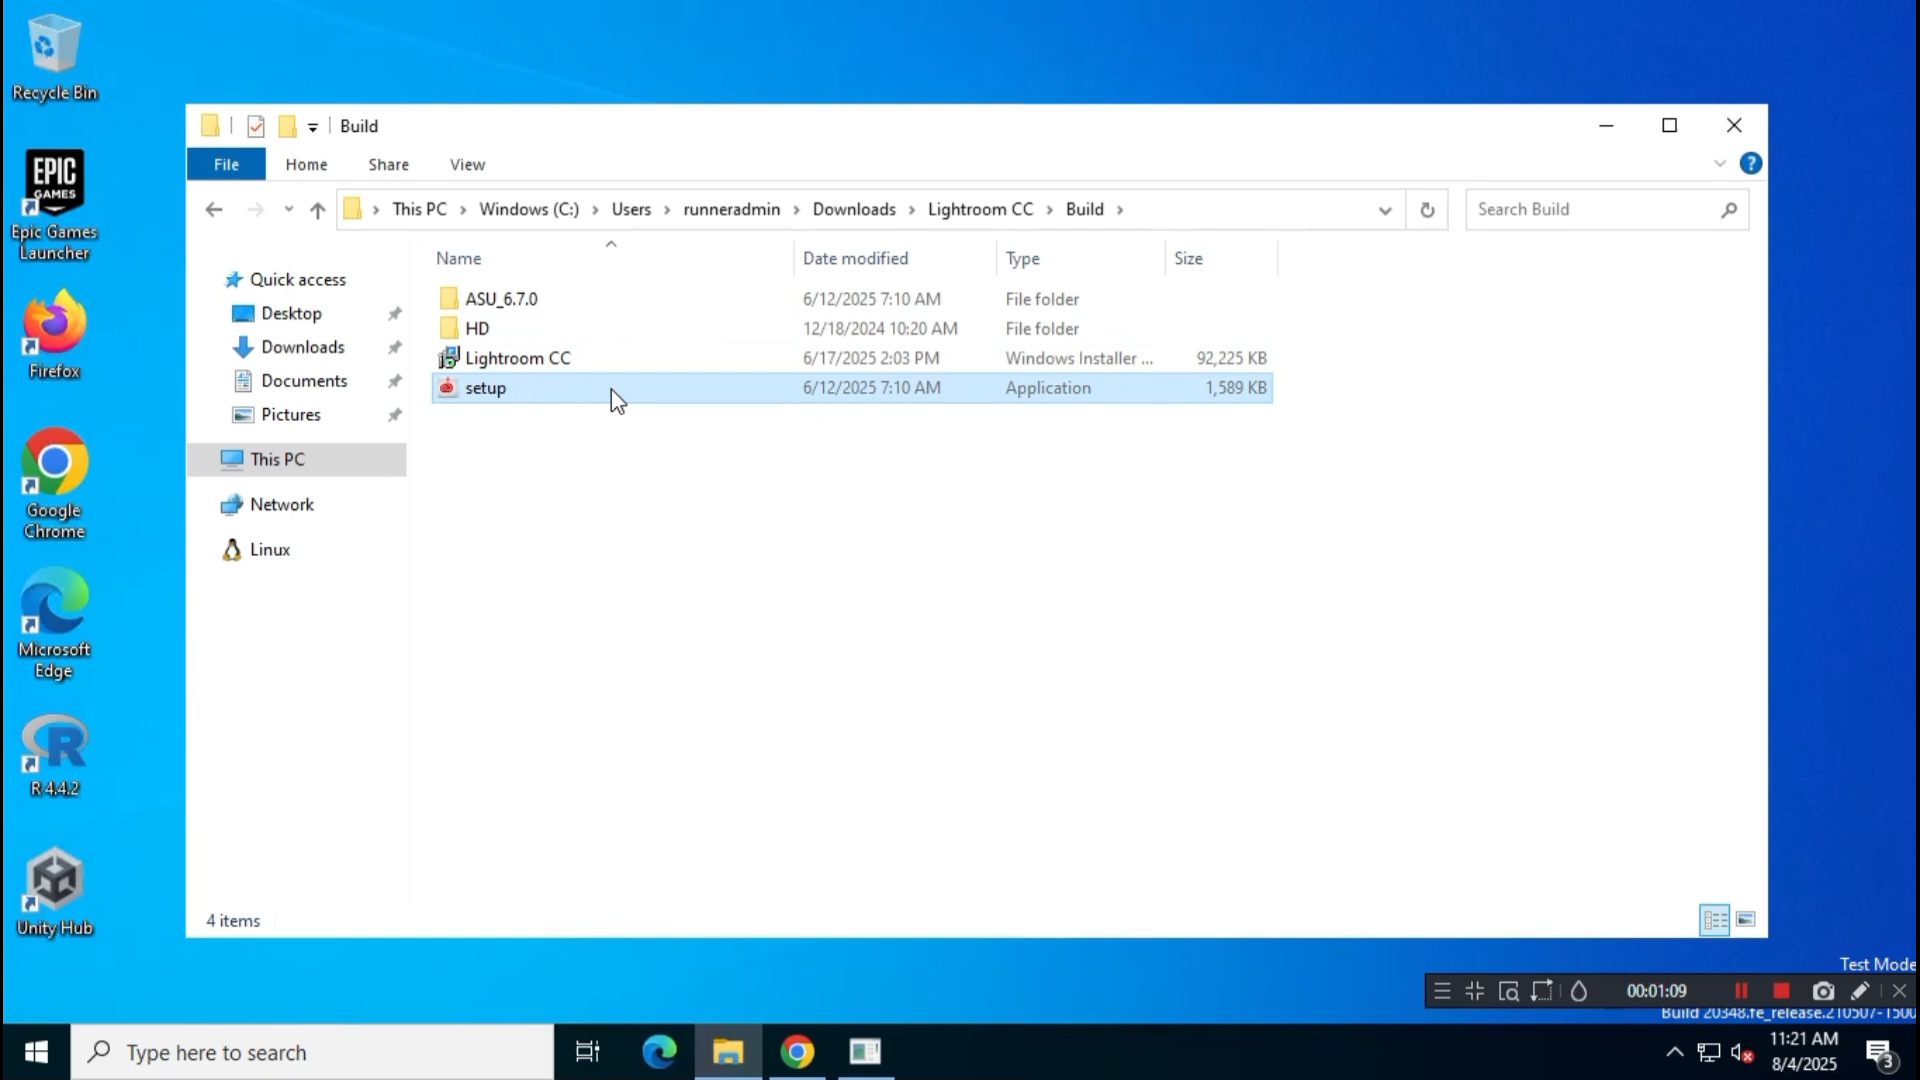 Recycle Bin
EPIC
GAMES
Epic Games
Launcher
Firefox
Google
Chrome
Microsoft
Edge
R 4.4.2
Unity Hub
Build
File Home Share View
This PC Windows (C:) Users runneradmin Downloads Lightroom CC Build
Search Build
Quick access
Desktop
Downloads
Documents
Pictures
This PC
Network
Linux
Name Date modified Type Size
ASU_6.7.0 6/12/2025 7:10 AM File folder
HD 12/18/2024 10:20 AM File folder
Lightroom CC 6/17/2025 2:03 PM Windows Installer ... 92,225 KB
setup 6/12/2025 7:10 AM Application 1,589 KB
4 items
Test Mode
00:01:09
Build 20348.fe_release.210507-1500
Type here to search
11:21 AM
8/4/2025
3